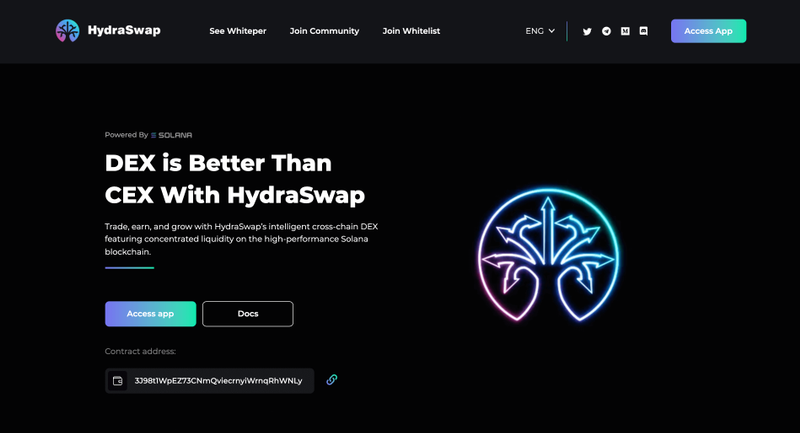 HydraSwap
See Whiteper
Join Community
Join Whitelist
ENG
Access App
Powered By SOLANA
DEX is Better Than
CEX With HydraSwap
Trade, earn, and grow with HydraSwap's intelligent cross-chain DEX
featuring concentrated liquidity on the high-performance Solana
blockchain.
Access app
Docs
Contract address:
3J98t1WpEZ73CNmQviecrnyiWrnqRhWNLy